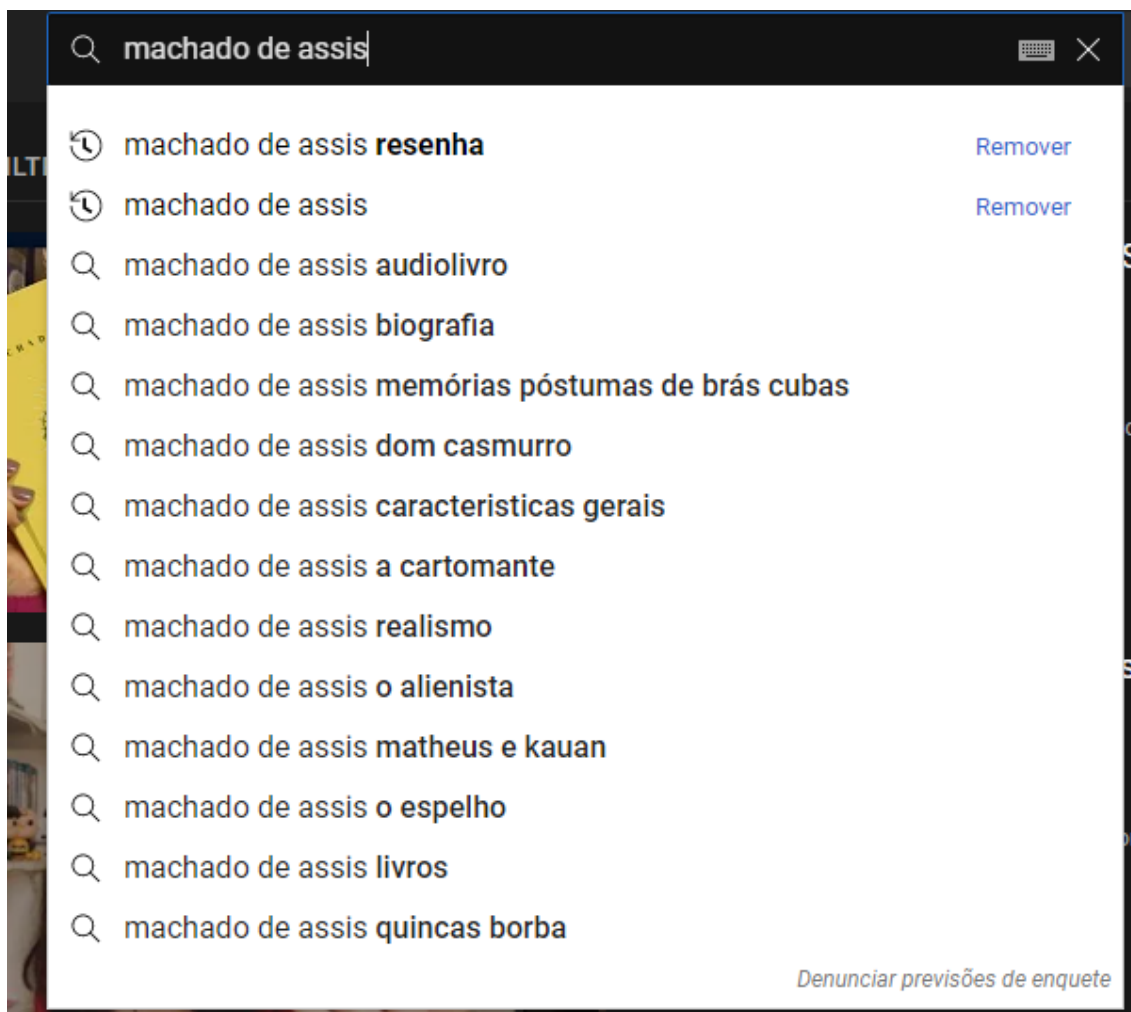 machado de assis
machado de assis resenha Remover
machado de assis Remover
machado de assis audiolivro
machado de assis biografia
machado de assis memórias póstumas de brás cubas
machado de assis dom casmurro
machado de assis caracteristicas gerais
machado de assis a cartomante
machado de assis realismo
machado de assis o alienista
machado de assis matheus e kauan
machado de assis o espelho
machado de assis livros
machado de assis quincas borba
Denunciar previsões de enquete